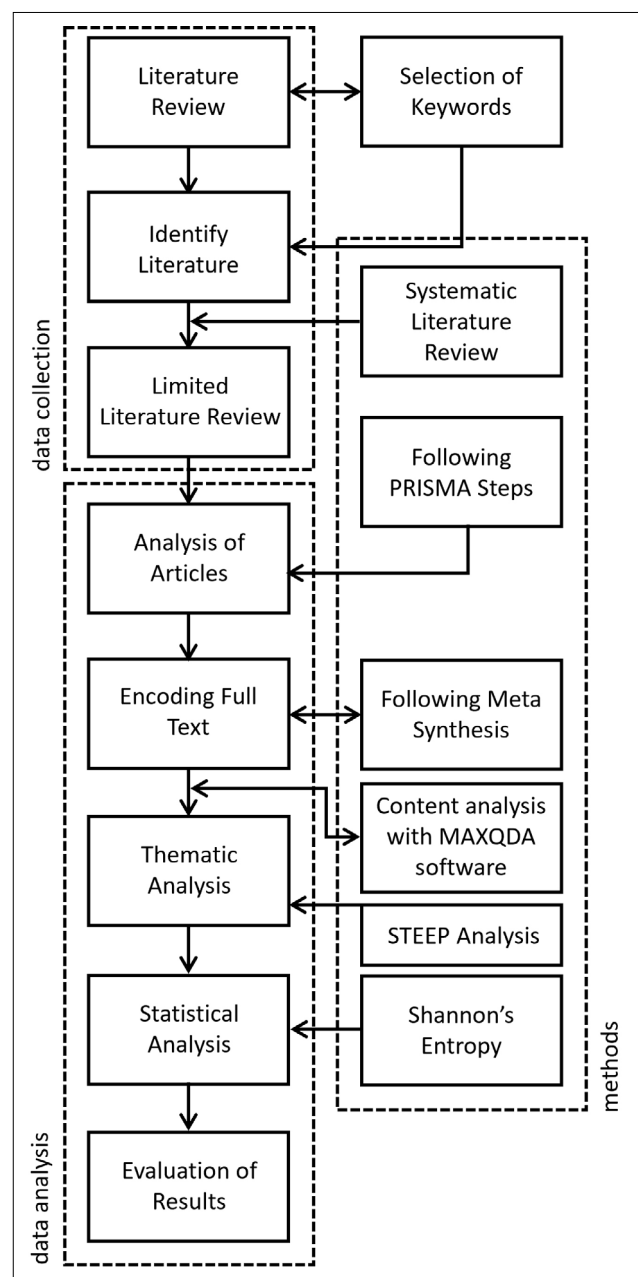 Literature
Review
Selection of
Keywords
Identify
Literature
Systematic
Literature
Review
Limited
Literature Review
data collection
Following
PRISMA Steps
Analysis of
Articles
Encoding Full
Text
Following Meta
Synthesis
Content analysis
with MAXQDA
software
Thematic
Analysis
STEEP Analysis
Statistical
Analysis
Shannon’s
Entropy
methods
Evaluation of
Results
data analysis